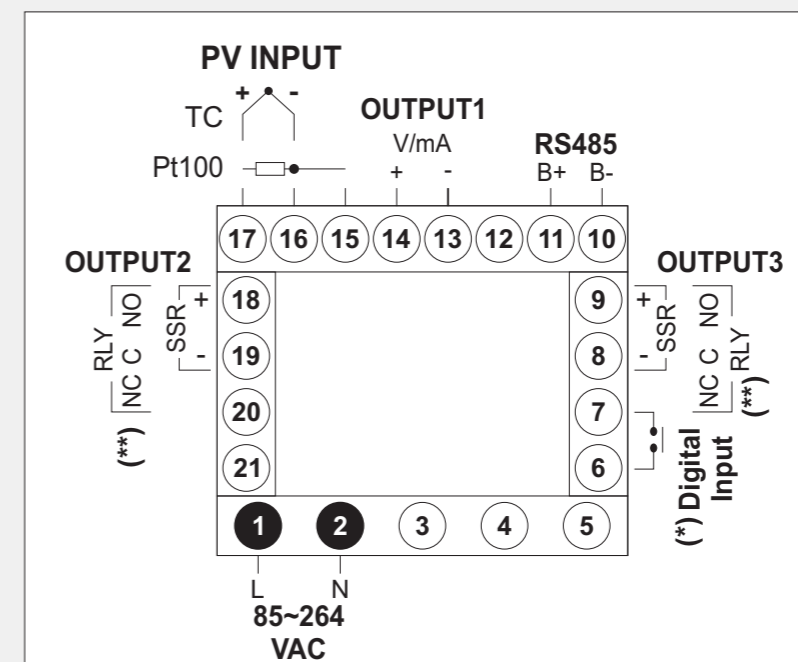 PV INPUT
+ -
TC
OUTPUT1
V/mA
+ -
RS485
B+ B-
Pt100
17 16 15 14 13 12 11 10
OUTPUT2
RLY
NC C NO
(**)
SSR
+
-
18
19
20
21
OUTPUT3
9
8
7
6
+
-
SSR
NC C NO
RLY
(**)
(*) Digital
Input
1 2 3 4 5
L N
85~264
VAC